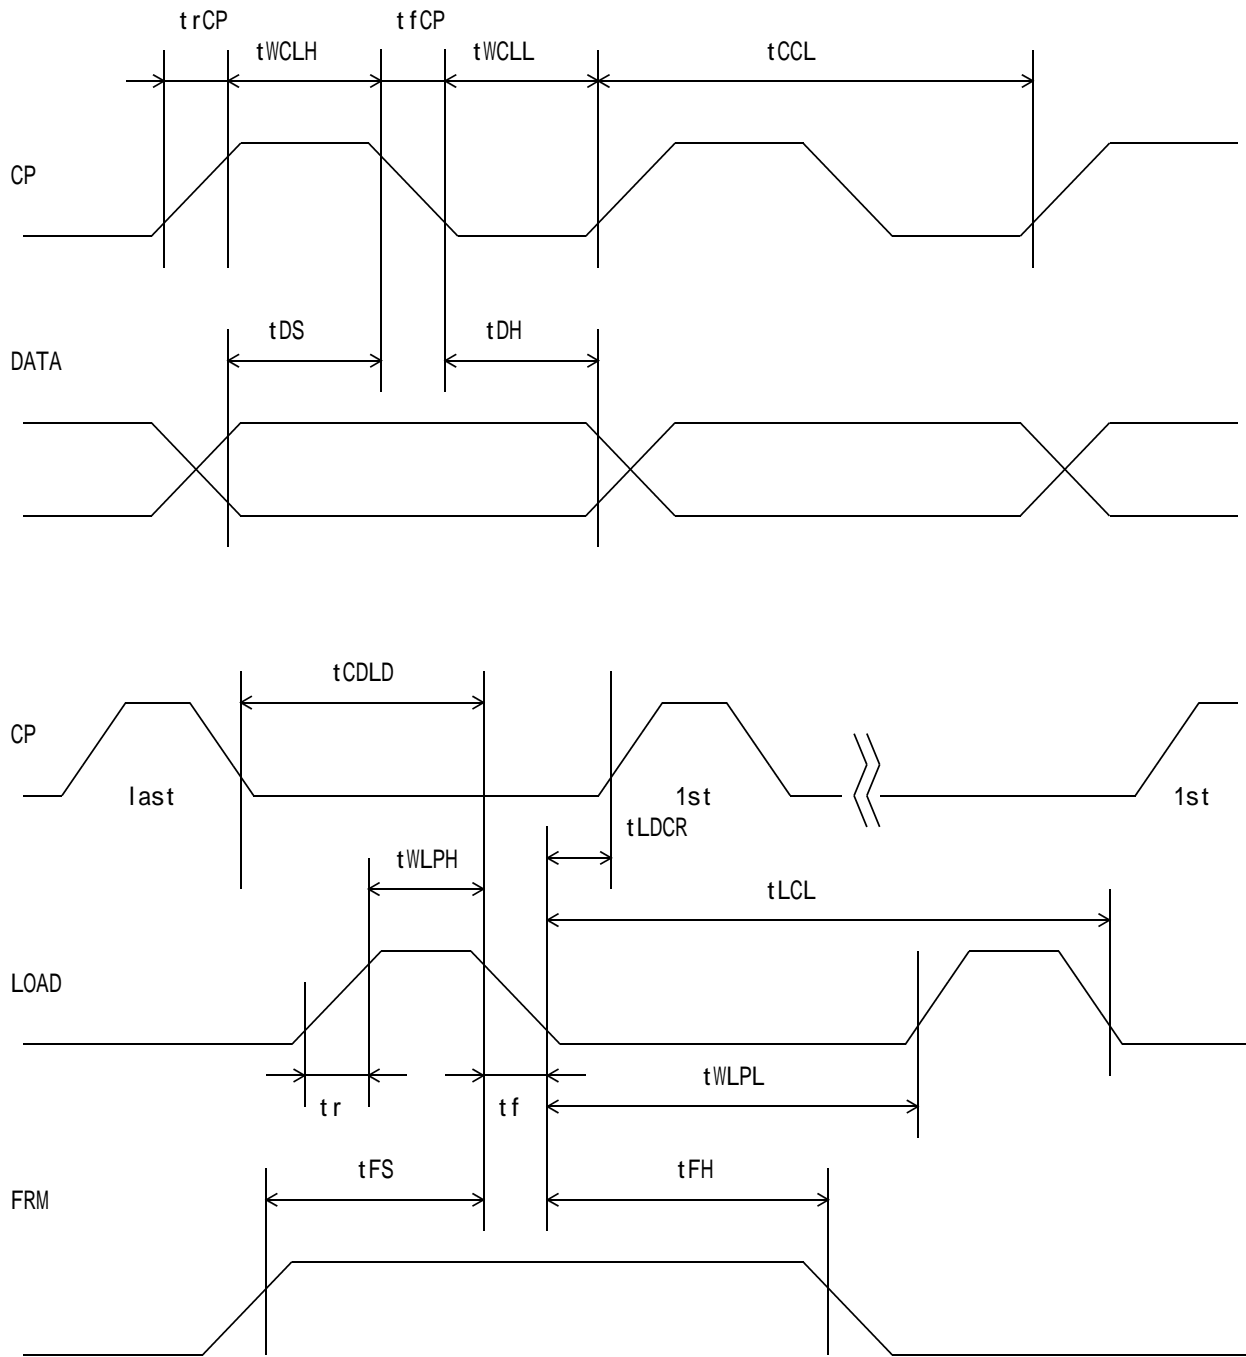 trCP tfCP
tWCLH tWCLL tCCL
CP
tDS tDH
DATA
tCDLD
CP
last 1st 1st
tLDCR
tWLPH
tLCL
LOAD
tWLPL
tr tf
tFS tFH
FRM